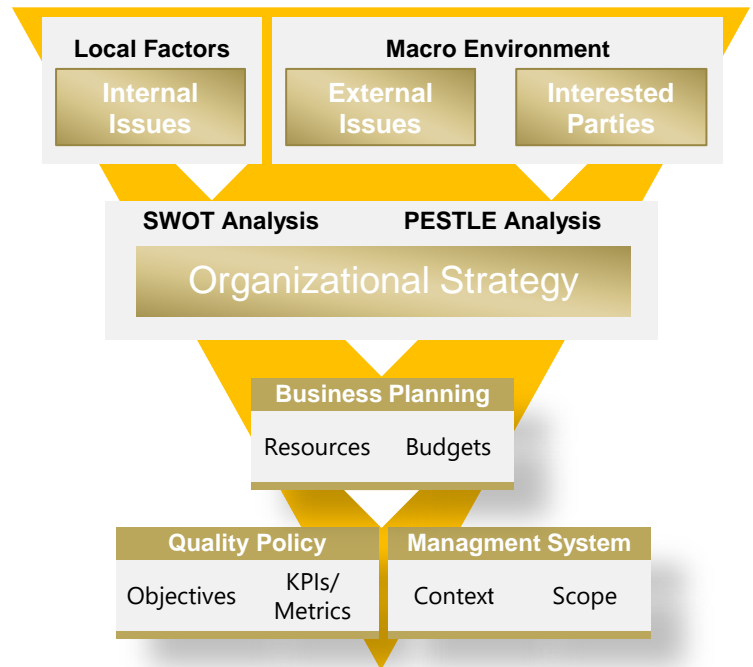 Local Factors
Macro Environment
Internal
Issues
External
Issues
Interested
Parties
SWOT Analysis
PESTLE Analysis
Organizational Strategy
Business Planning
Resources
Budgets
Quality Policy
Objectives
KPIs/
Metrics
Managment System
Context
Scope